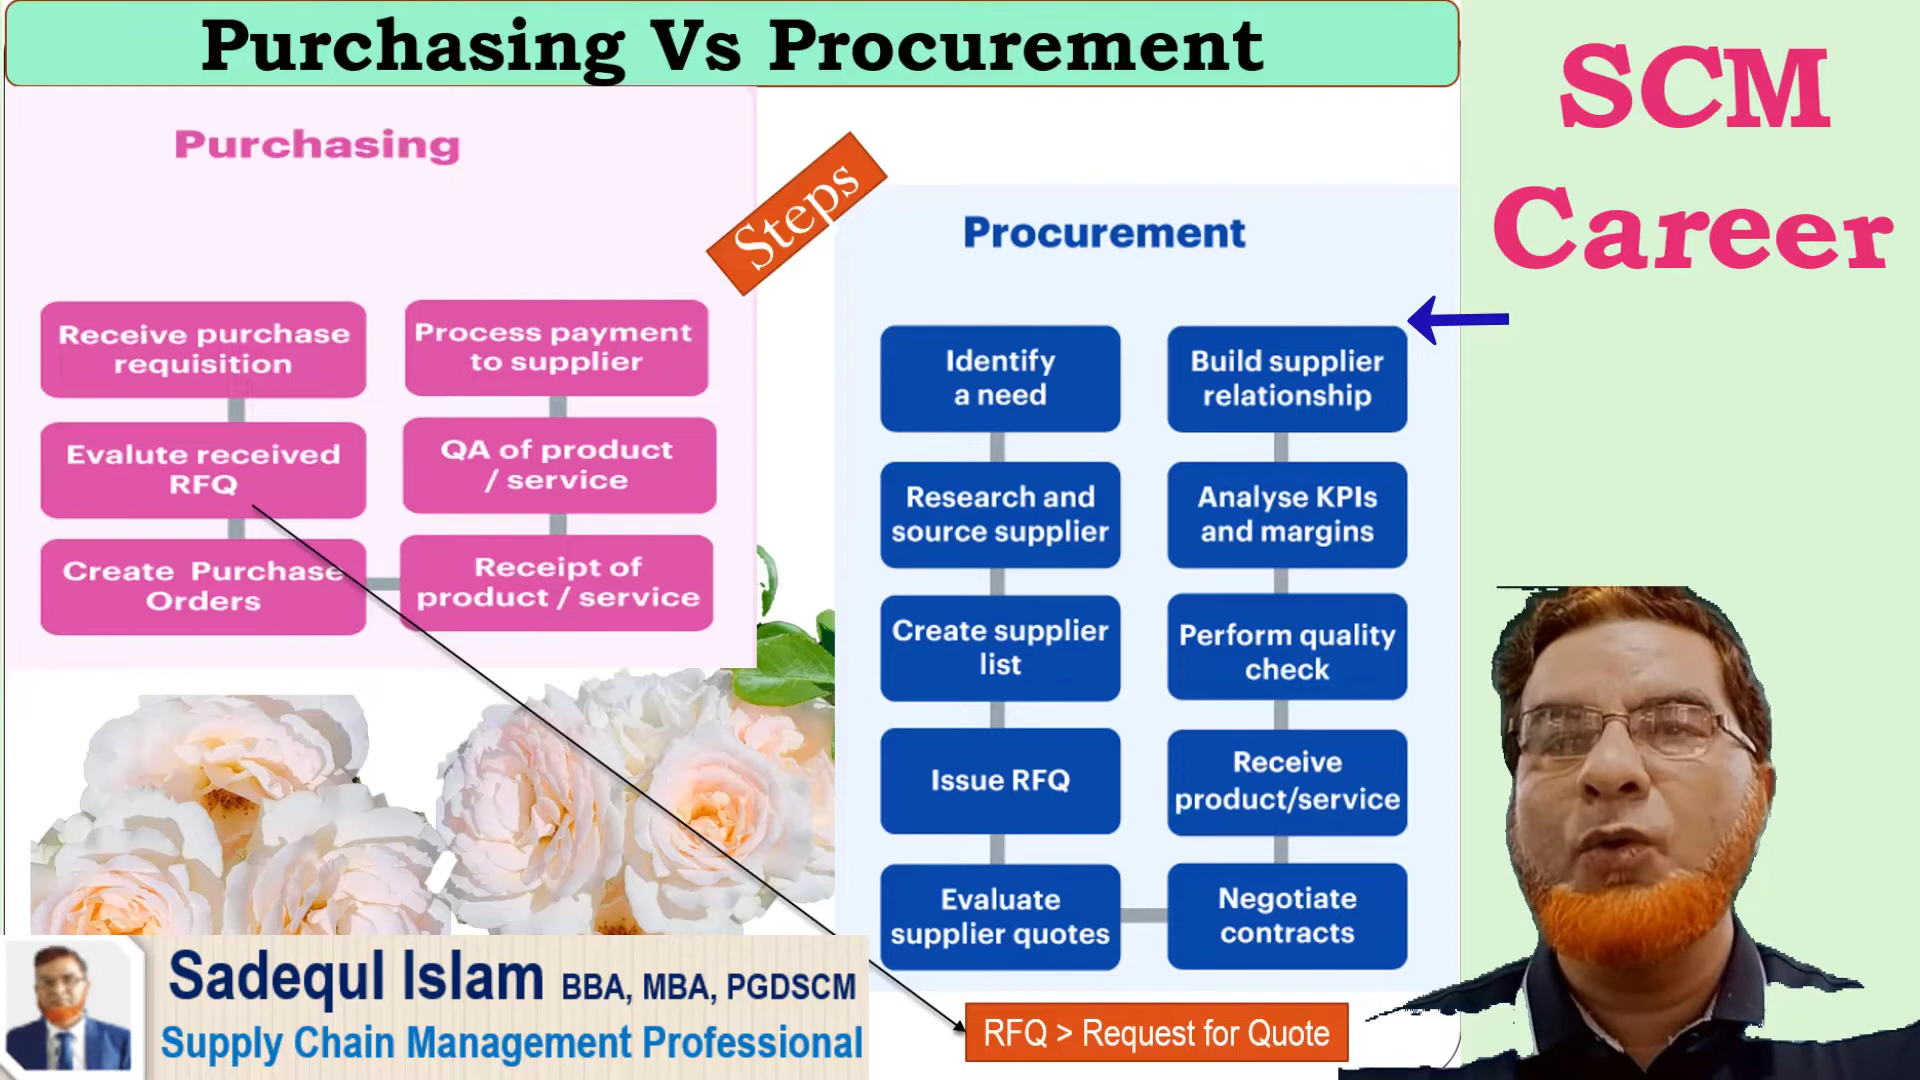 Purchasing Vs Procurement
SCM
Career
Purchasing
Steps
Procurement
Receive purchase
requisition
Evalute received
RFQ
Create Purchase
Orders
Process payment
to supplier
QA of product
/ service
Receipt of
product / service
Identify
a need
Research and
source supplier
Create supplier
list
Issue RFQ
Evaluate
supplier quotes
Build supplier
relationship
Analyse KPIs
and margins
Perform quality
check
Receive
product/service
Negotiate
contracts
Sadequl Islam BBA, MBA, PGDSCM
Supply Chain Management Professional
RFQ > Request for Quote